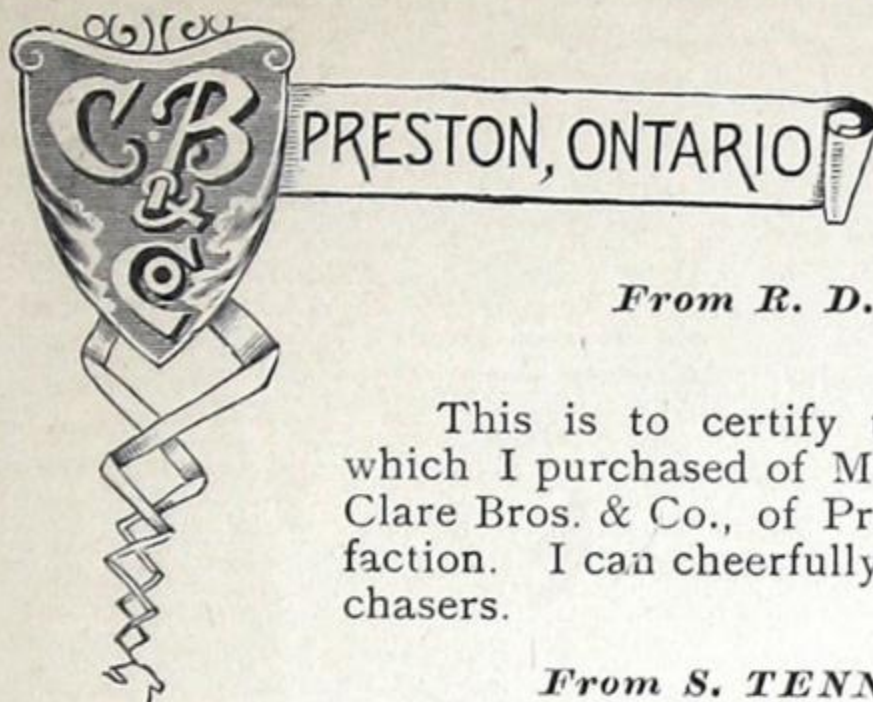 C. B
& Co.
PRESTON, ONTARIO
From R. D.
This is to certify
which I purchased of M
Clare Bros. & Co., of Pr
faction. I can cheerfully
chasers.
From S. TENN